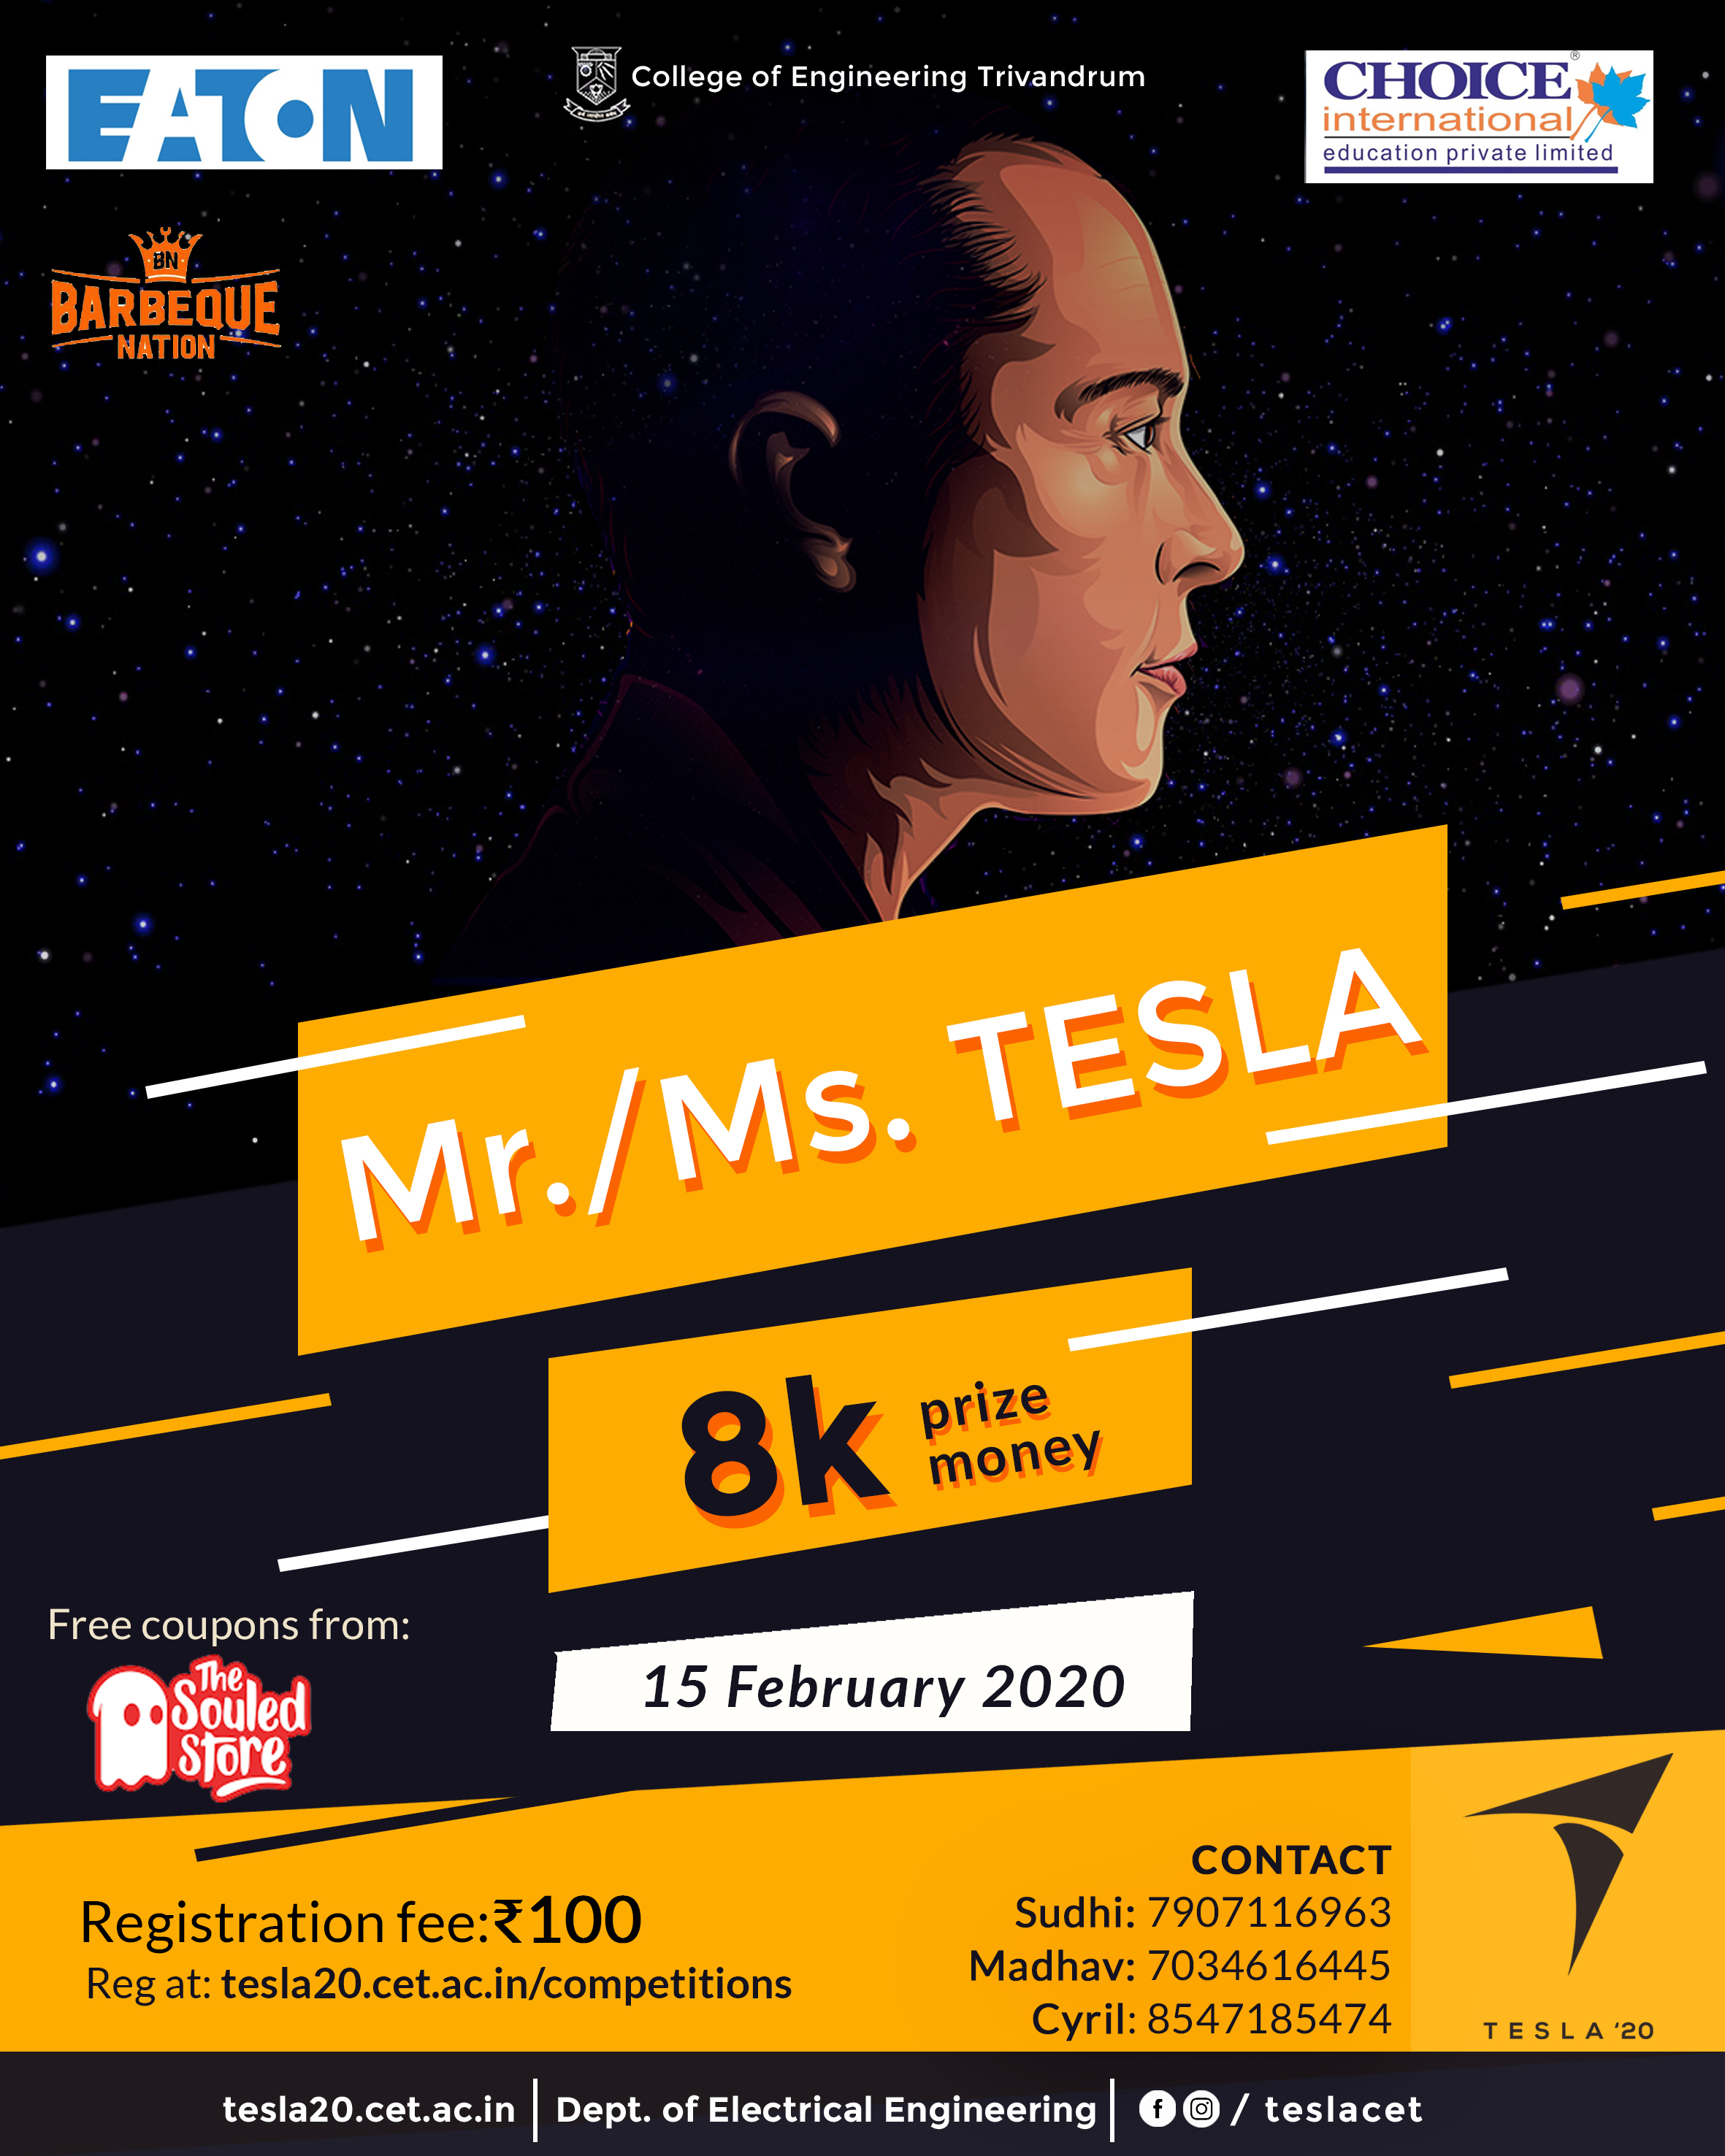 EATON
College of Engineering Trivandrum
CHOICE®
international
education private limited
BN
BARBEQUE
NATION
Mr./Ms. TESLA
8k prize
money
15 February 2020
Free coupons from:
The
Souled
Store
CONTACT
Sudhi: 7907116963
Madhav: 7034616445
Cyril: 8547185474
Registration fee:₹100
Reg at: tesla20.cet.ac.in/competitions
TESLA '20
tesla20.cet.ac.in | Dept. of Electrical Engineering | / teslacet